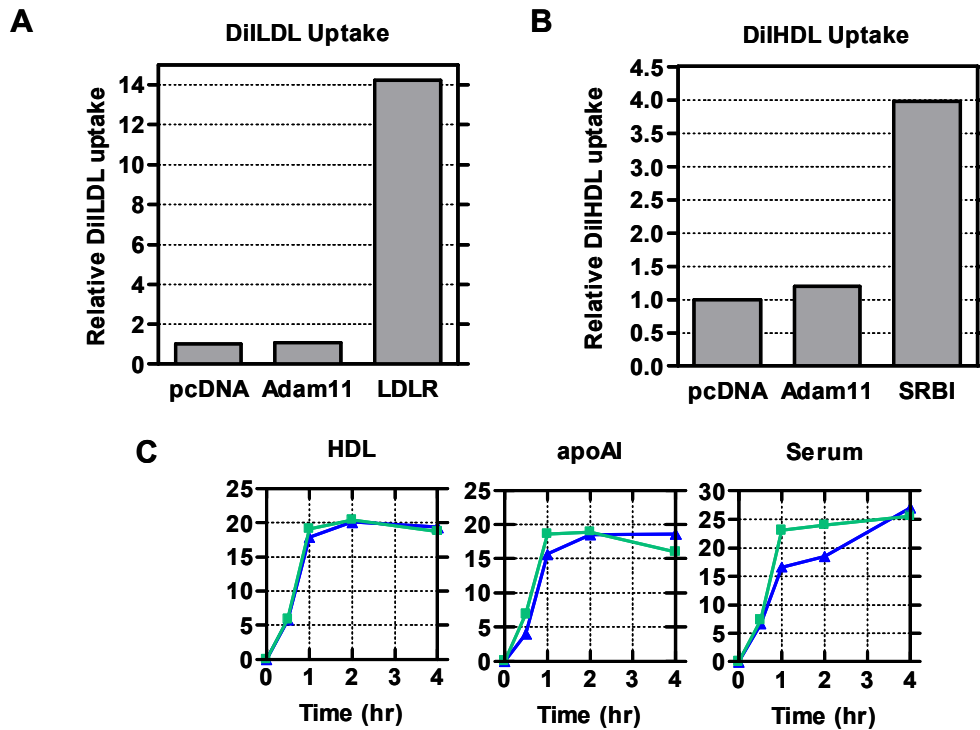 A
DiILDL Uptake
Relative DiILDL uptake
14
12
10
8
6
4
2
0
pcDNA Adam11 LDLR
B
DiIHDL Uptake
Relative DiIHDL uptake
4.5
4.0
3.5
3.0
2.5
2.0
1.5
1.0
0.5
0.0
pcDNA Adam11 SRBI
C
HDL
25
20
15
10
5
0
0 1 2 3 4
Time (hr)
apoAI
25
20
15
10
5
0
0 1 2 3 4
Time (hr)
Serum
30
25
20
15
10
5
0
0 1 2 3 4
Time (hr)